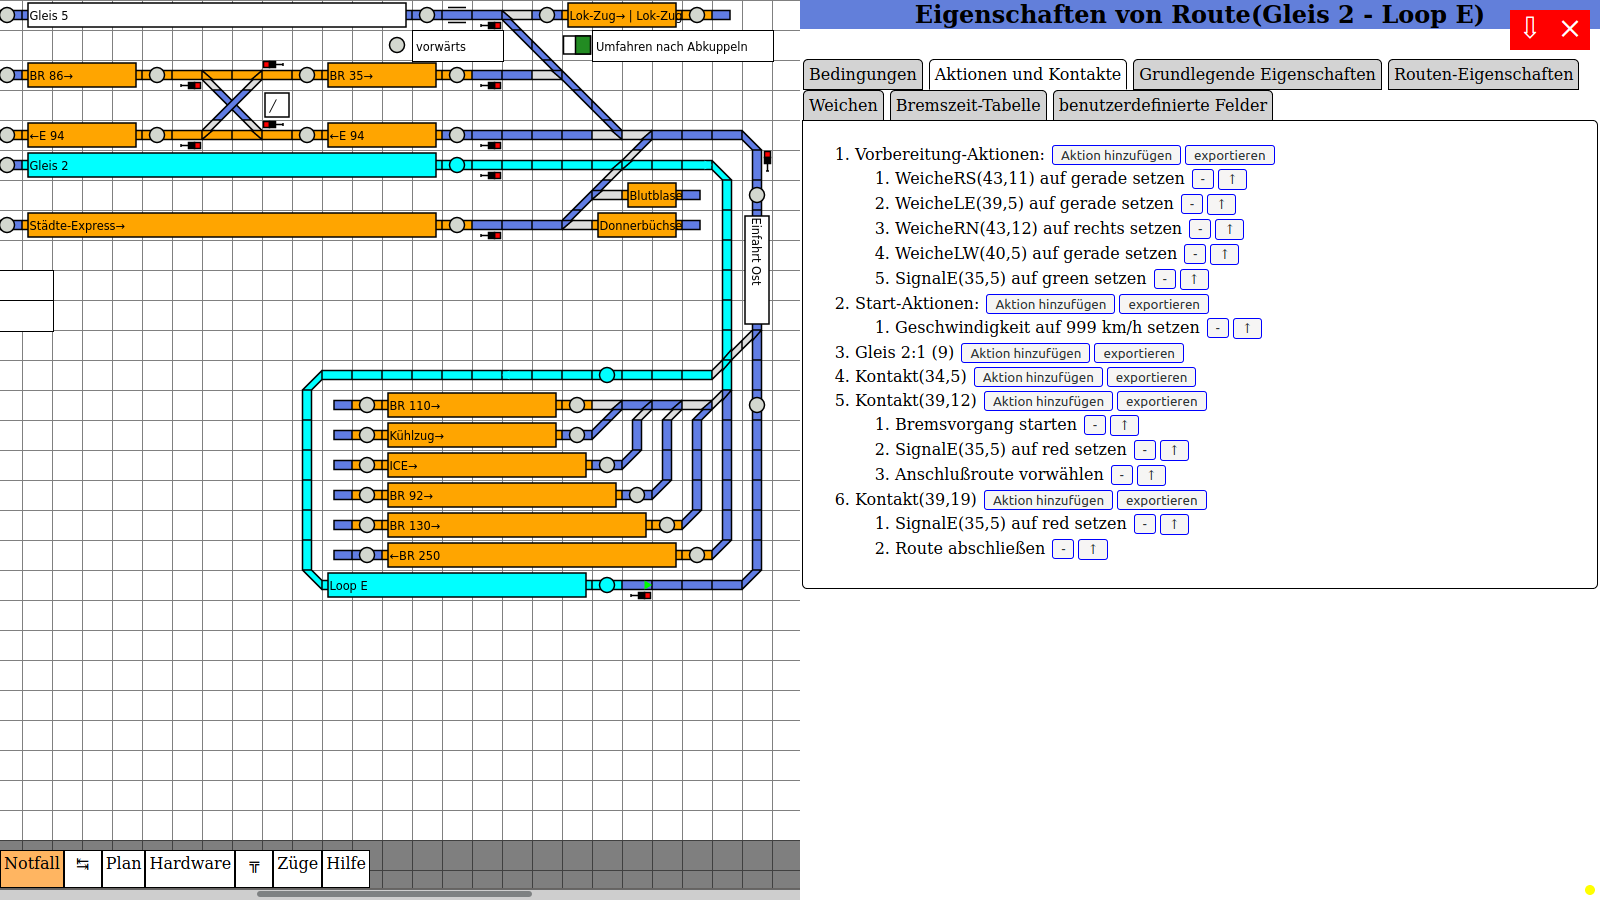 Gleis 5
Lok-Zug→ | Lok-Zug
vorwärts
Umfahren nach Abkuppeln
BR 86→
BR 35→
←E 94
←E 94
Gleis 2
Blutblase
Städte-Express→
Donnerbüchse
Einfahrt Ost
BR 110→
Kühlzug→
ICE→
BR 92→
BR 130→
←BR 250
Loop E
Notfall
Plan
Hardware
Züge
Hilfe
Eigenschaften von Route(Gleis 2 - Loop E)
⇩ ×
Bedingungen
Aktionen und Kontakte
Grundlegende Eigenschaften
Routen-Eigenschaften
Weichen
Bremszeit-Tabelle
benutzerdefinierte Felder
1. Vorbereitung-Aktionen: Aktion hinzufügen exportieren
1. WeicheRS(43,11) auf gerade setzen - ↑
2. WeicheLE(39,5) auf gerade setzen - ↑
3. WeicheRN(43,12) auf rechts setzen - ↑
4. WeicheLW(40,5) auf gerade setzen - ↑
5. SignalE(35,5) auf green setzen - ↑
2. Start-Aktionen: Aktion hinzufügen exportieren
1. Geschwindigkeit auf 999 km/h setzen - ↑
3. Gleis 2:1 (9) Aktion hinzufügen exportieren
4. Kontakt(34,5) Aktion hinzufügen exportieren
5. Kontakt(39,12) Aktion hinzufügen exportieren
1. Bremsvorgang starten - ↑
2. SignalE(35,5) auf red setzen - ↑
3. Anschlußroute vorwählen - ↑
6. Kontakt(39,19) Aktion hinzufügen exportieren
1. SignalE(35,5) auf red setzen - ↑
2. Route abschließen - ↑